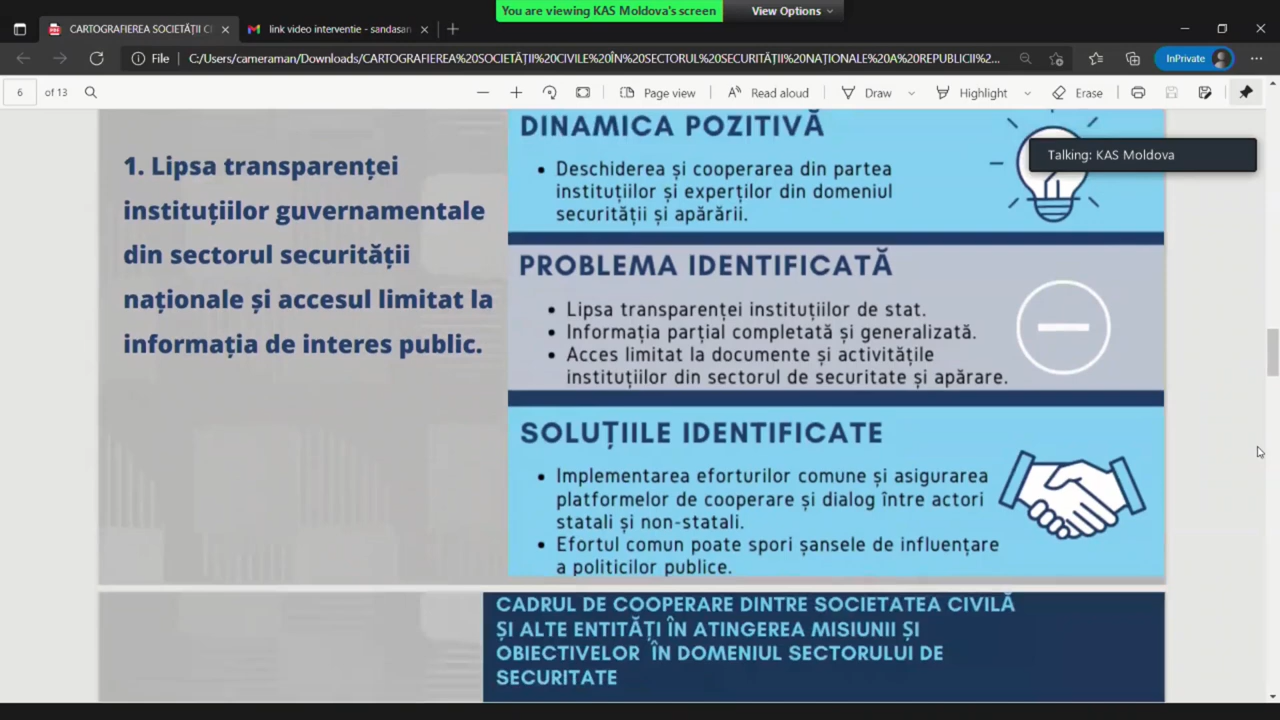 You are viewing KAS Moldova's screen
View Options
CARTOGRAFIEREA SOCIETĂȚII CI
link video interventie - sandasan
File
C:/Users/cameraman/Downloads/CARTOGRAFIEREA%20SOCIETĂȚII%20CIVILE%20ÎN%20SECTORUL%20SECURITĂȚII%20NAȚIONALE%20A%20REPUBLICII%2...
InPrivate
6 of 13
Page view
Read aloud
Draw
Highlight
Erase
Talking: KAS Moldova
1. Lipsa transparenței
instituțiilor guvernamentale
din sectorul securității
naționale și accesul limitat la
informația de interes public.
DINAMICA POZITIVĂ
• Deschiderea și cooperarea din partea
instituțiilor și experților din domeniul
securității și apărării.
PROBLEMA IDENTIFICATĂ
• Lipsa transparenței instituțiilor de stat.
• Informația parțial completată și generalizată.
• Acces limitat la documente și activitățile
instituțiilor din sectorul de securitate și apărare.
SOLUȚIILE IDENTIFICATE
• Implementarea eforturilor comune și asigurarea
platformelor de cooperare și dialog între actori
statali și non-statali.
• Efortul comun poate spori șansele de influențare
a politicilor publice.
CADRUL DE COOPERARE DINTRE SOCIETATEA CIVILĂ
ȘI ALTE ENTITĂȚI ÎN ATINGEREA MISIUNII ȘI
OBIECTIVELOR ÎN DOMENIUL SECTORULUI DE
SECURITATE